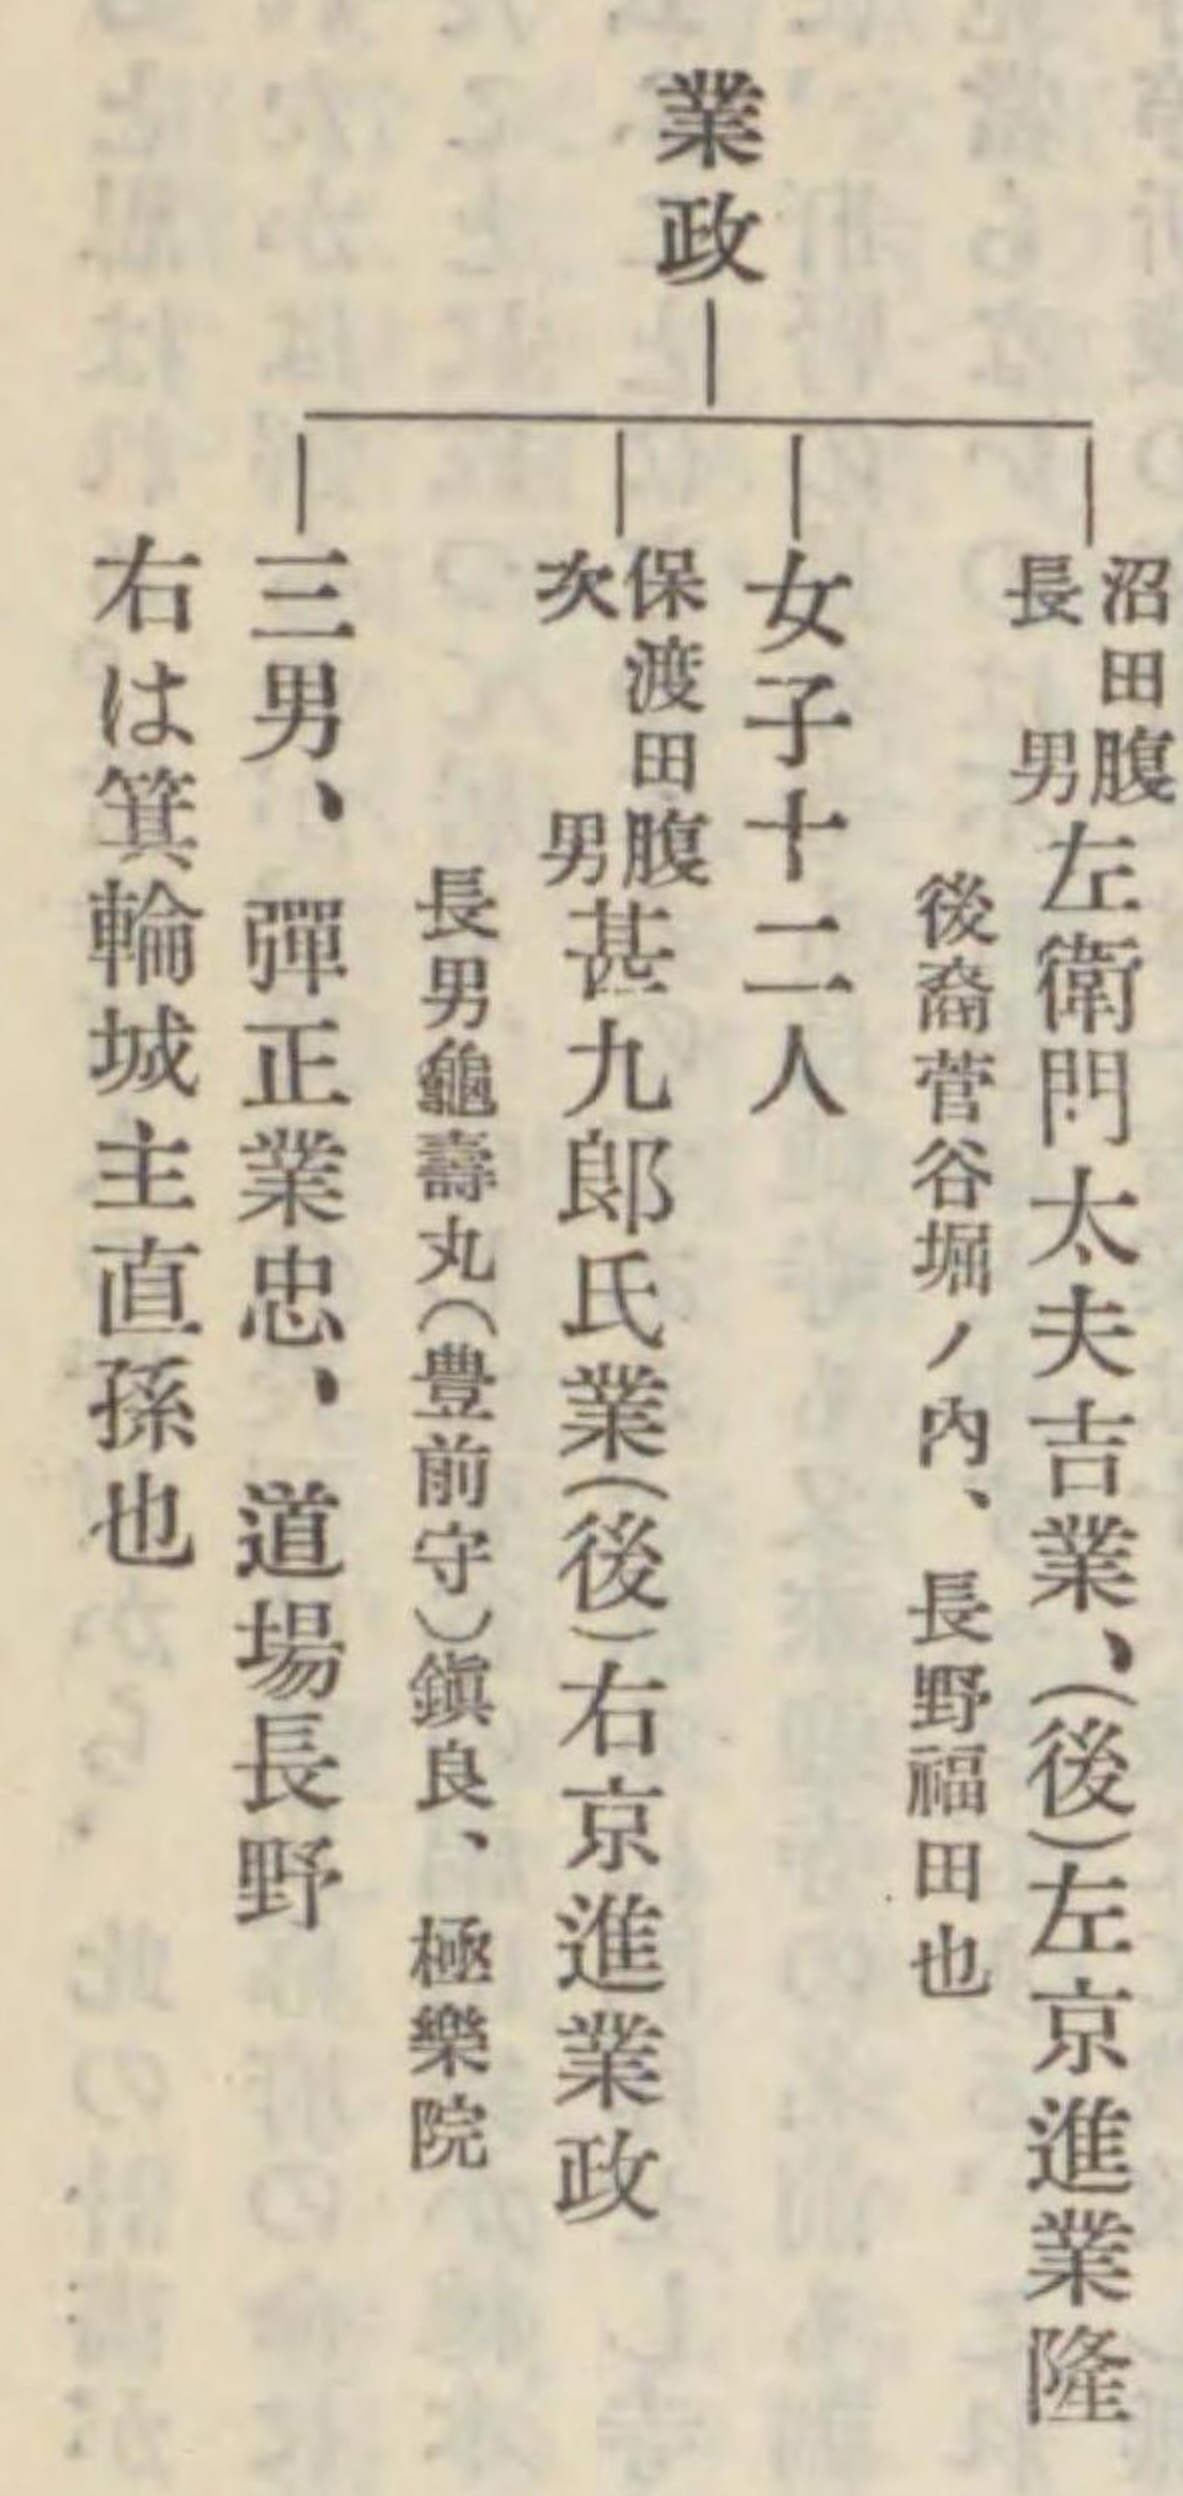 業政
沼田腹
長男
左衛門太夫吉業、(後)左京進業隆
後裔菅谷堀ノ內、長野福田也
女子十二人
保渡田腹
次男
甚九郞氏業(後)右京進業政
長男龜壽丸(豊前守)鎭良、極樂院
三男、彈正業忠、道場長野
右は箕輪城主直孫也